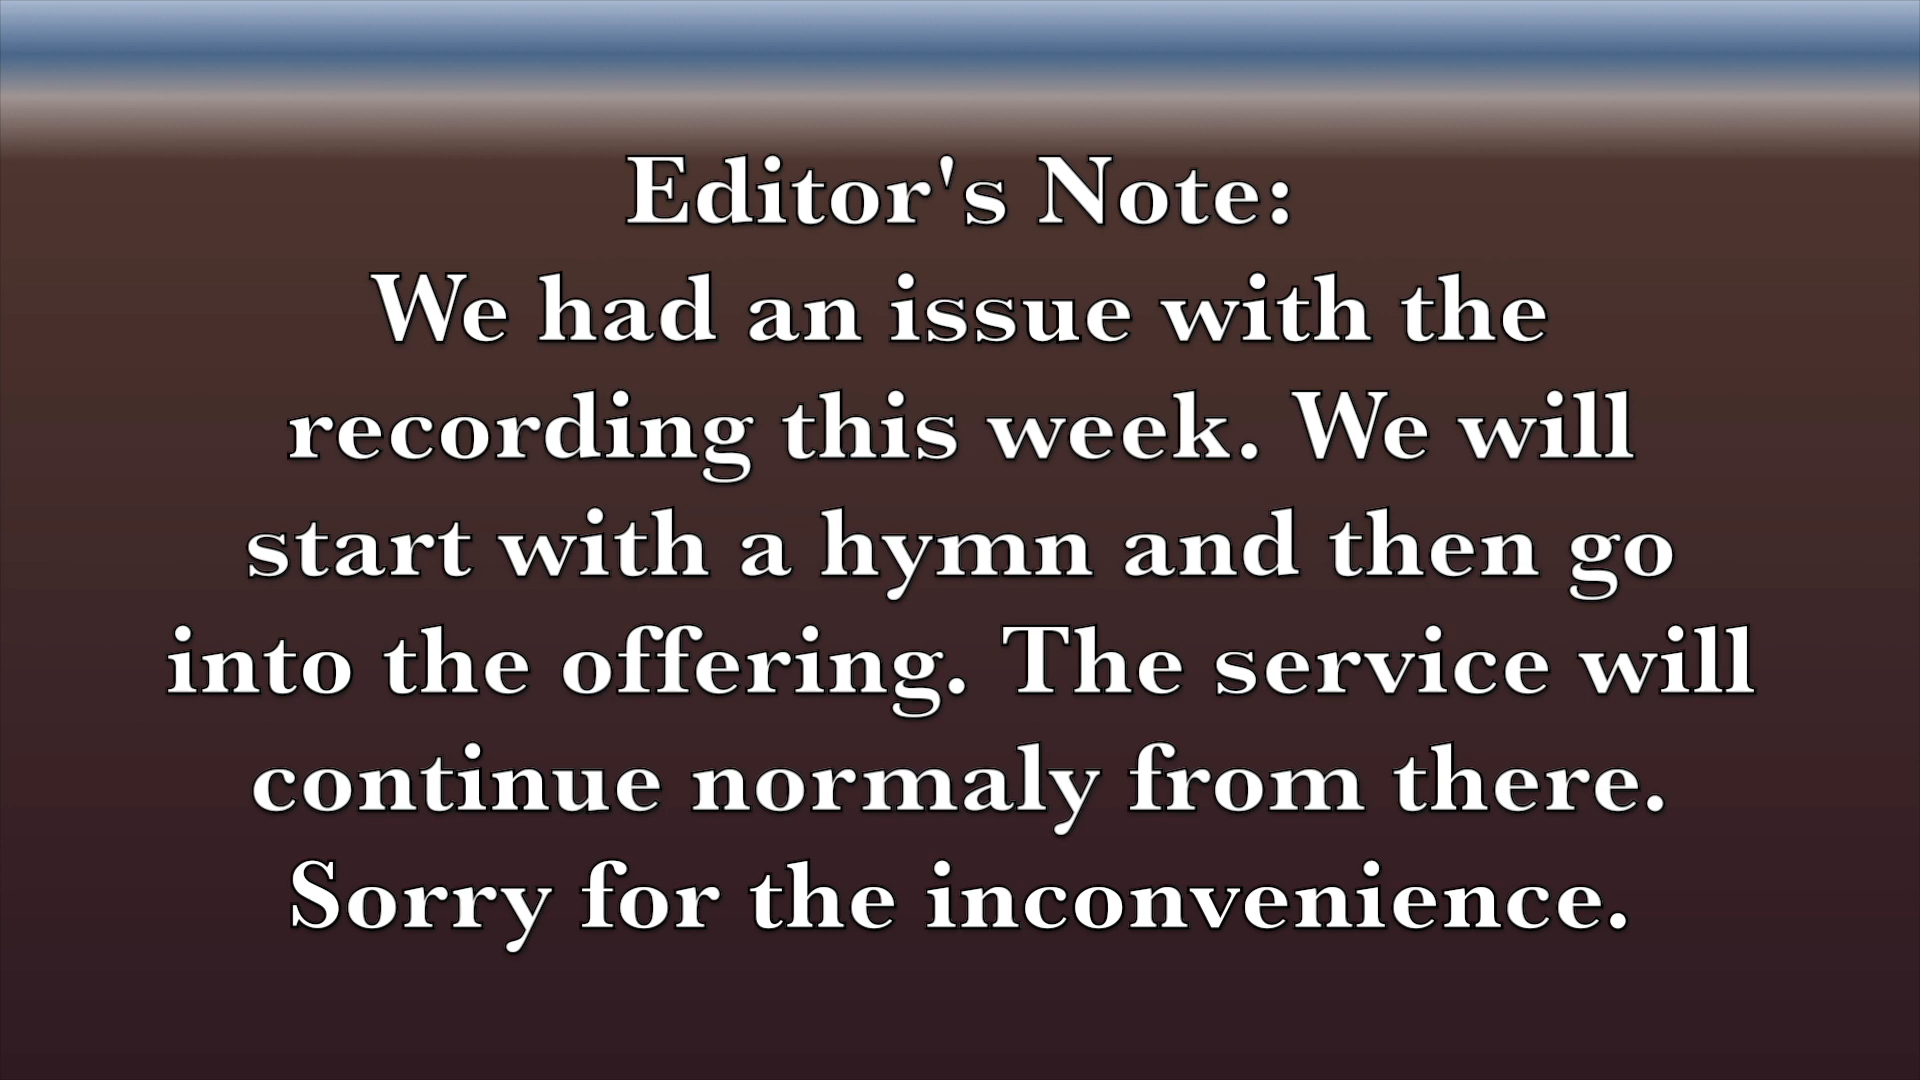 Editor's Note:
We had an issue with the
recording this week. We will
start with a hymn and then go
into the offering. The service will
continue normaly from there.
Sorry for the inconvenience.